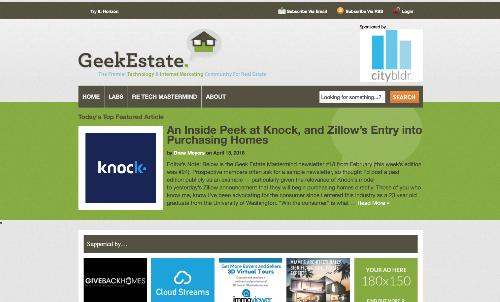 Try it: Horizon
Subscribe Via Email
Subscribe Via RSS
Login
GeekEstate.
The Premier Technology & Internet Marketing Community For Real Estate
Sponsored by...
citybldr
HOME
LABS
RE TECH MASTERMIND
ABOUT
Looking for something...?
SEARCH
Today's Top Featured Article
knock
An Inside Peek at Knock, and Zillow's Entry into
Purchasing Homes
by Drew Meyers on April 13, 2018
Editor's Note: Below is the Geek Estate Mastermind newsletter #18 from February (this week's edition
was #24). Prospective members often ask for a sample newsletter, so thought I'd post a past
edition publicly as an example — particularly given the relevance of Knock's model
to yesterday's Zillow announcement that they will begin purchasing homes directly. Those of you who
know me, know I've been advocating for the consumer since I entered this industry as a 23 year old
graduate from the University of Washington. "Win the consumer" is what ... Read More »
Supported by...
GIVEBACKHOMES
Cloud Streams
Get More Buyers and Sellers
3D Virtual Tours
immoviewer
YOUR AD HERE
180x150